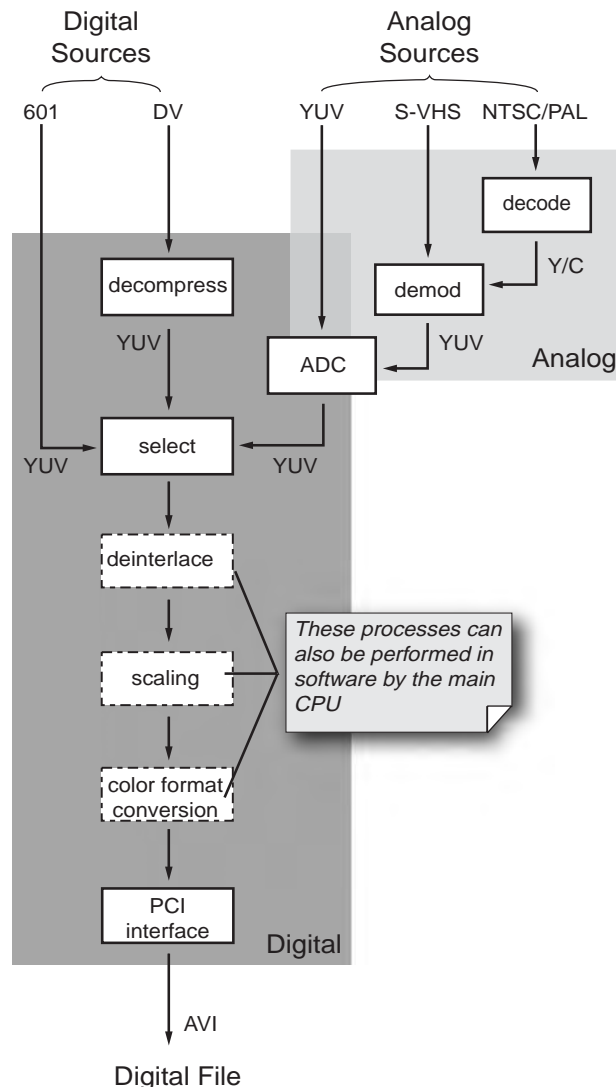 Digital
Sources
Analog
Sources
601
DV
YUV
S-VHS
NTSC/PAL
decode
Y/C
decompress
demod
YUV
YUV
ADC
Analog
select
YUV
YUV
deinterlace
These processes can
also be performed in
software by the main
CPU
scaling
color format
conversion
PCI
interface
Digital
AVI
Digital File